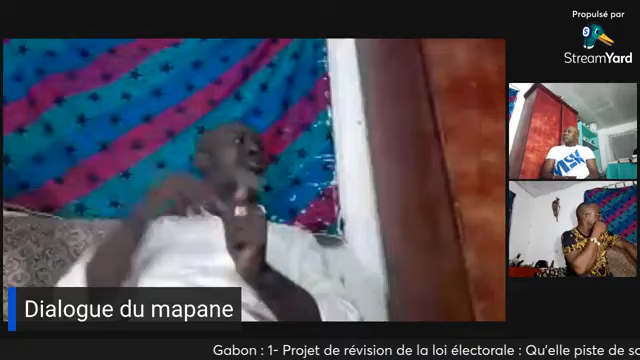 Propulsé par
StreamYard
Dialogue du mapane
Gabon : 1- Projet de révision de la loi électorale : Qu'elle piste de so